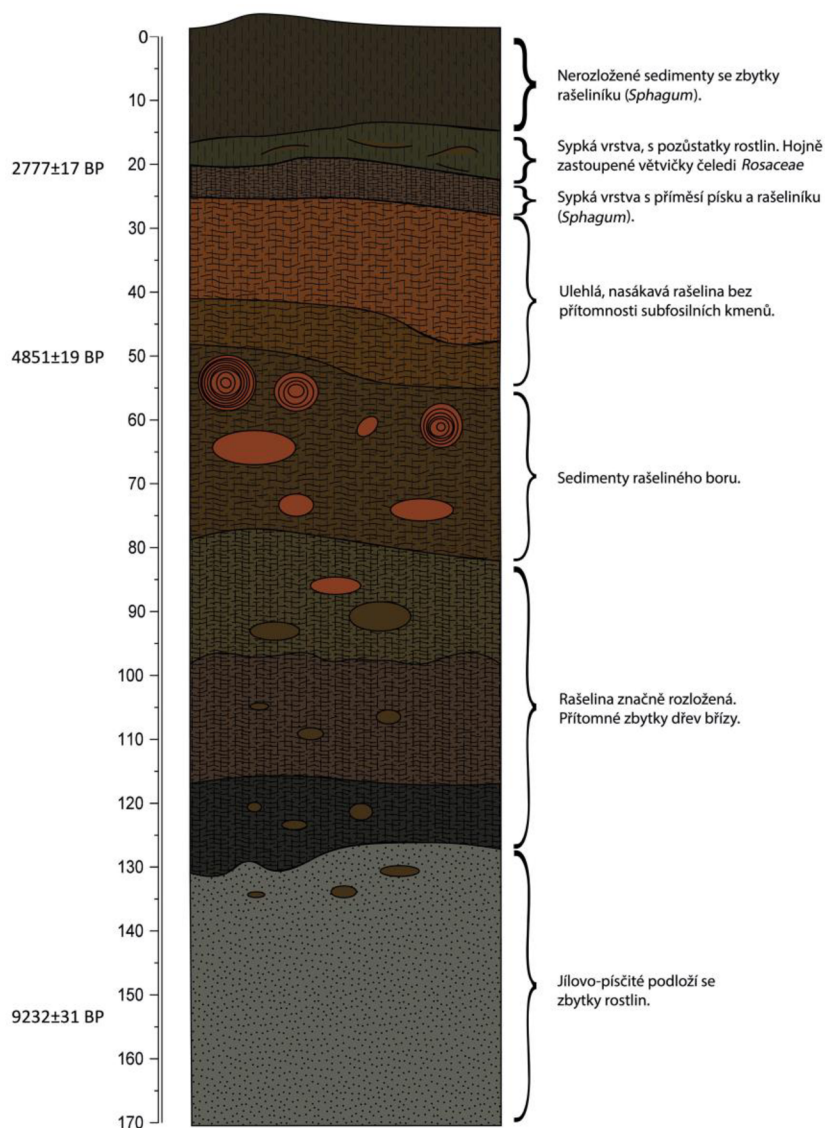 0
10
20
30
40
50
60
70
80
90
100
110
120
130
140
150
160
170
2777±17 BP
4851±19 BP
9232±31 BP
Nerozložené sedimenty se zbytky
rašeliníku (Sphagum).
Sypká vrstva, s pozůstatky rostlin. Hojně
zastoupené větvičky čeledi Rosaceae
Sypká vrstva s příměsí písku a rašeliníku
(Sphagum).
Ulehlá, nasákavá rašelina bez
přítomnosti subfosilních kmenů.
Sedimenty rašeliného boru.
Rašelina značně rozložená.
Přítomné zbytky dřev břízy.
Jílovo-písčité podloží se
zbytky rostlin.